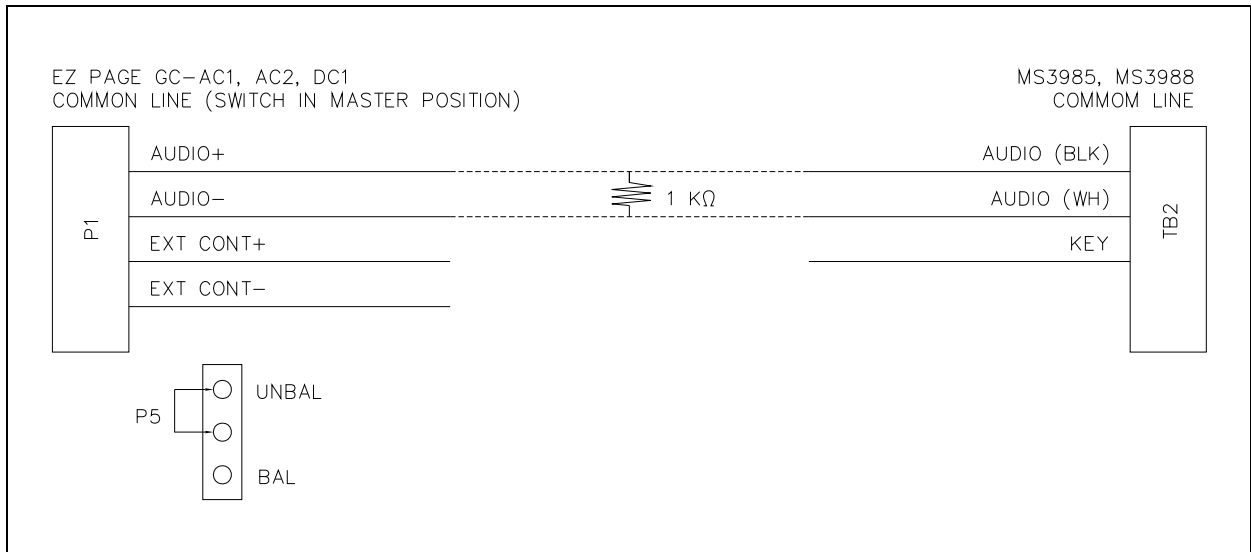 EZ PAGE GC-AC1, AC2, DC1
COMMON LINE (SWITCH IN MASTER POSITION)
MS3985, MS3988
COMMOM LINE
P1
AUDIO+
AUDIO-
EXT CONT+
EXT CONT-
1 KΩ
AUDIO (BLK)
AUDIO (WH)
KEY
TB2
P5
UNBAL
BAL